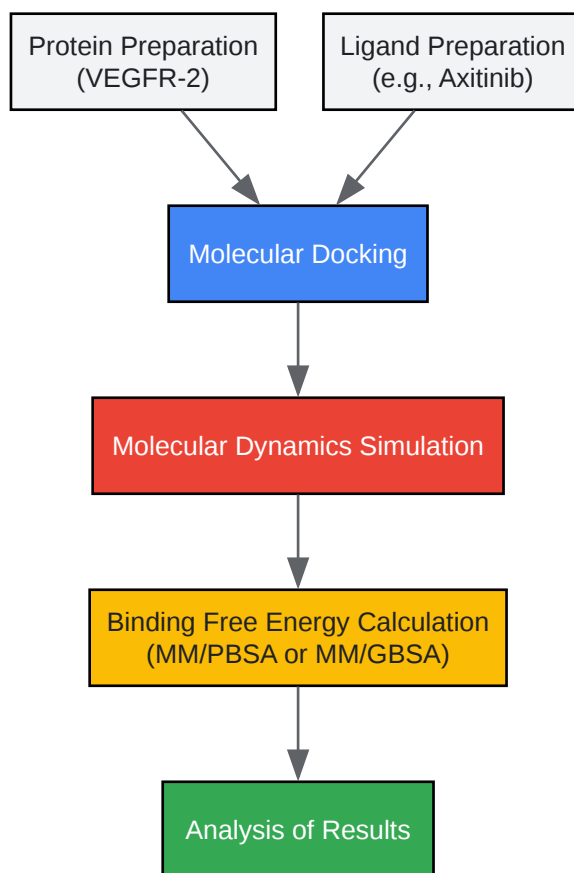 Protein Preparation
(VEGFR-2)
Ligand Preparation
(e.g., Axitinib)
Molecular Docking
Molecular Dynamics Simulation
Binding Free Energy Calculation
(MM/PBSA or MM/GBSA)
Analysis of Results